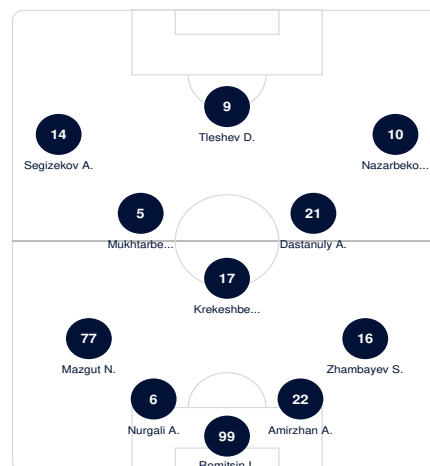 9
Tleshev D.
14
Segizekov A.
10
Nazarbeko...
5
Mukhtarbe...
21
Dastanuly A.
17
Krekeshbe...
77
Mazgut N.
16
Zhambayev S.
6
Nurgali A.
22
Amirzhan A.
99